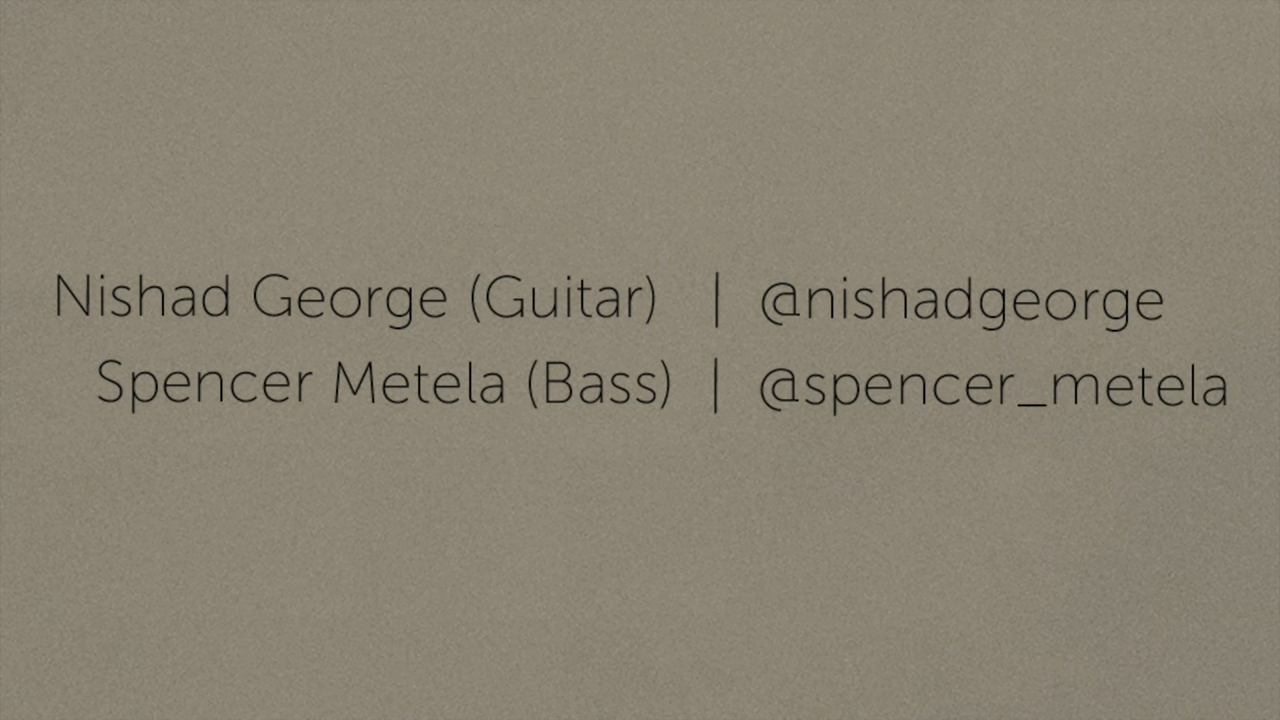 Nishad George (Guitar) | @nishadgeorge
Spencer Metela (Bass) | @spencer_metela